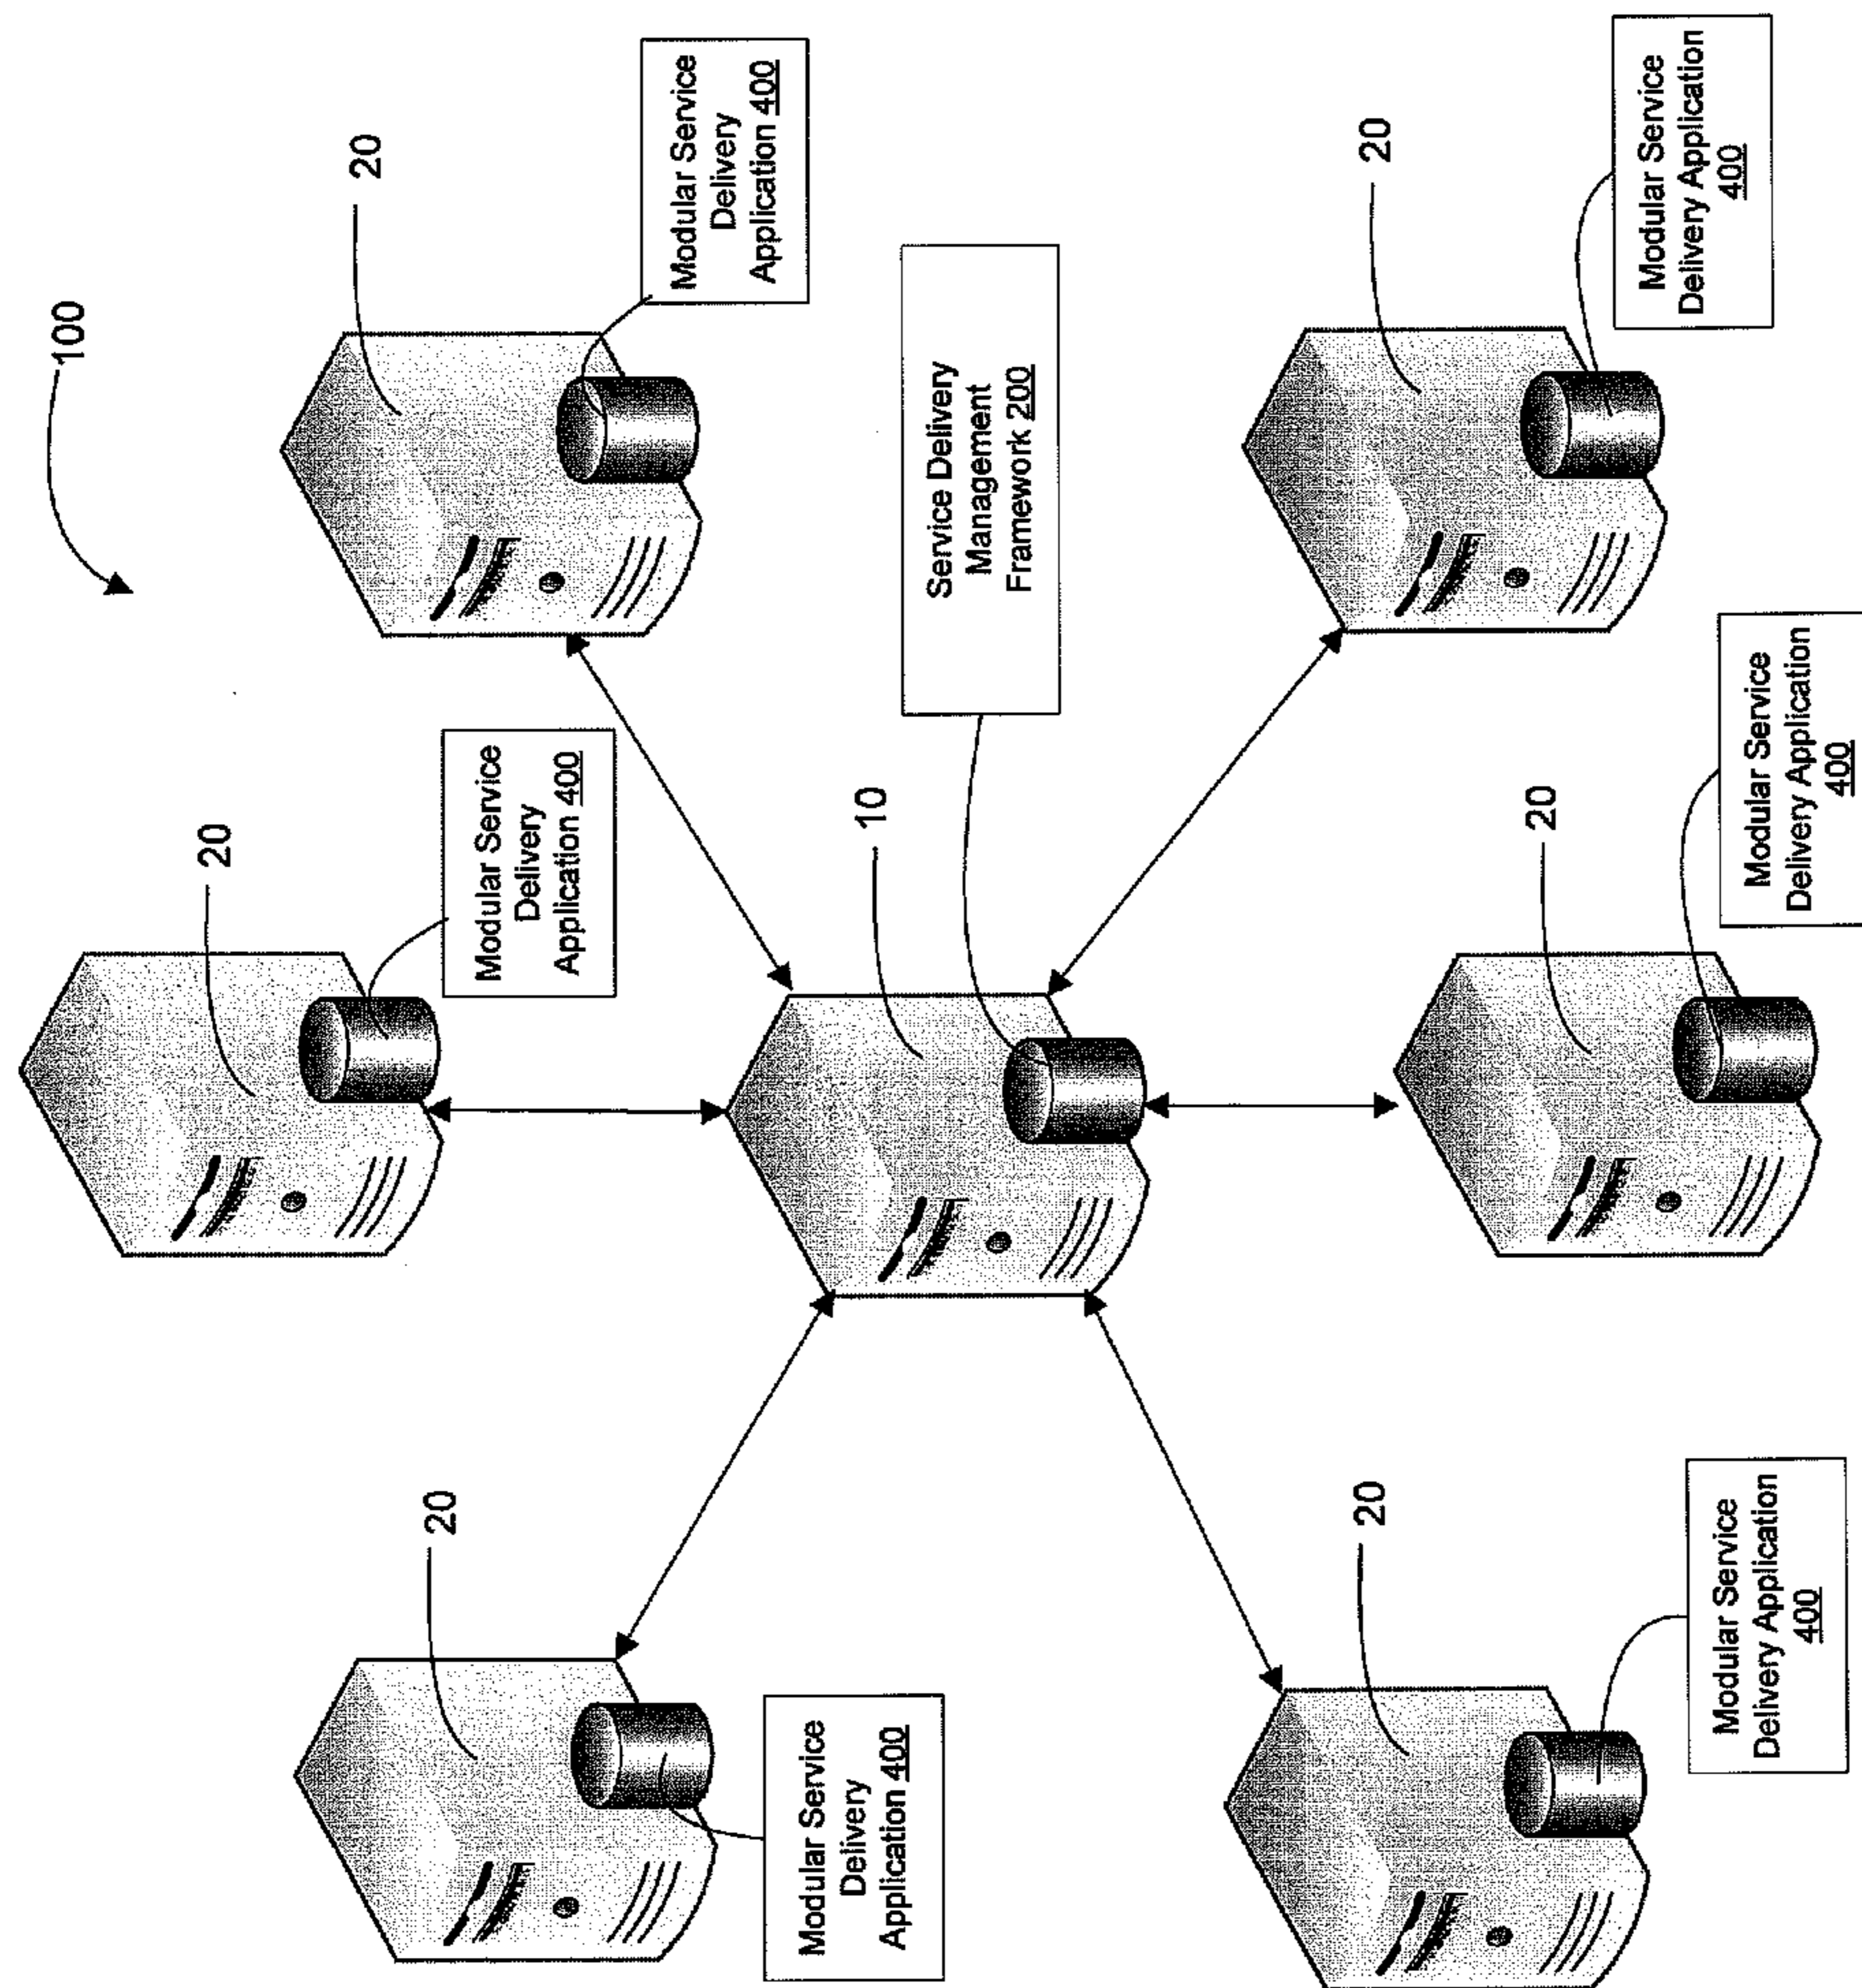 100
20
20
20
Modular Service
Delivery
Application 400
Modular Service
Delivery
Application 400
Modular Service
Delivery
Application 400
10
Service Delivery
Management
Framework 200
20
20
20
Modular Service
Delivery Application
400
Modular Service
Delivery Application
400
Modular Service
Delivery Application
400